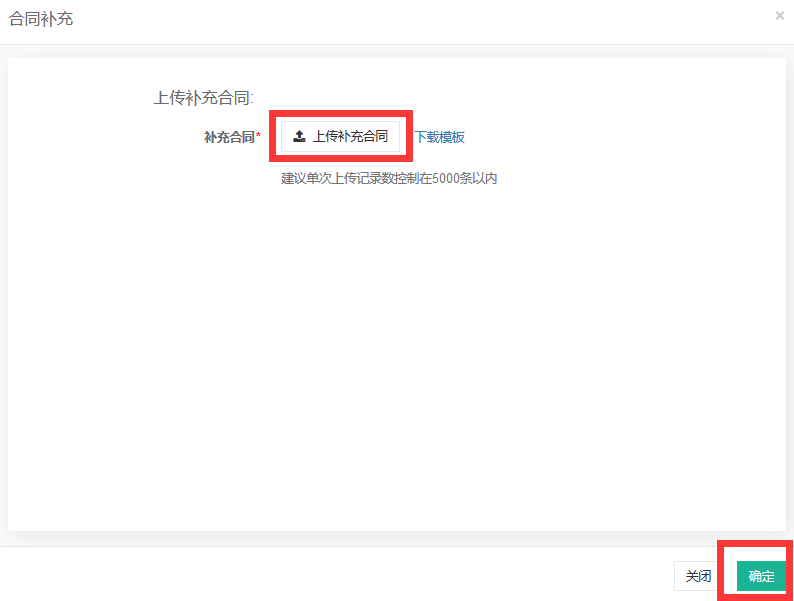 合同补充
×
上传补充合同:
补充合同* 上传补充合同 下载模板
建议单次上传记录数控制在5000条以内
关闭 确定